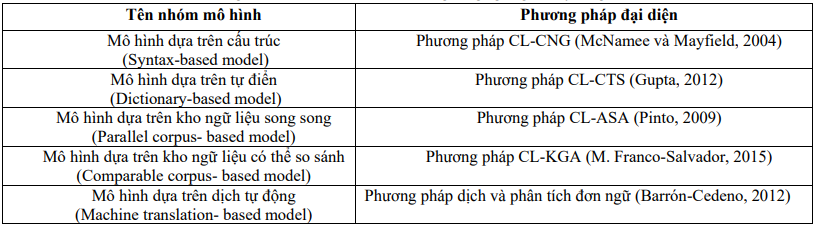 Tên nhóm mô hình
Phương pháp đại diện
Mô hình dựa trên cấu trúc
(Syntax-based model)
Phương pháp CL-CNG (McNamee và Mayfield, 2004)
Mô hình dựa trên tự điển
(Dictionary-based model)
Phương pháp CL-CTS (Gupta, 2012)
Mô hình dựa trên kho ngữ liệu song song
(Parallel corpus- based model)
Phương pháp CL-ASA (Pinto, 2009)
Mô hình dựa trên kho ngữ liệu có thể so sánh
(Comparable corpus- based model)
Phương pháp CL-KGA (M. Franco-Salvador, 2015)
Mô hình dựa trên dịch tự động
(Machine translation- based model)
Phương pháp dịch và phân tích đơn ngữ (Barrón-Cedeno, 2012)